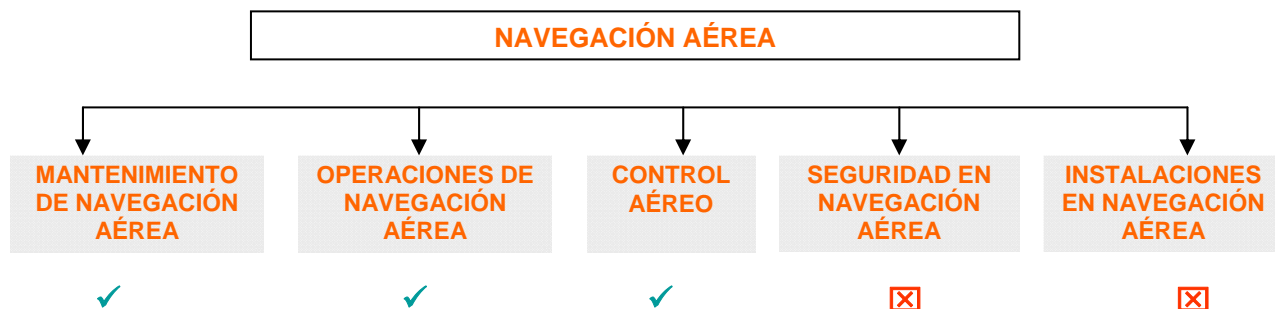 NAVEGACIÓN AÉREA
MANTENIMIENTO
DE NAVEGACIÓN
AÉREA
OPERACIONES DE
NAVEGACIÓN
AÉREA
CONTROL
AÉREO
SEGURIDAD EN
NAVEGACIÓN
AÉREA
INSTALACIONES
EN NAVEGACIÓN
AÉREA